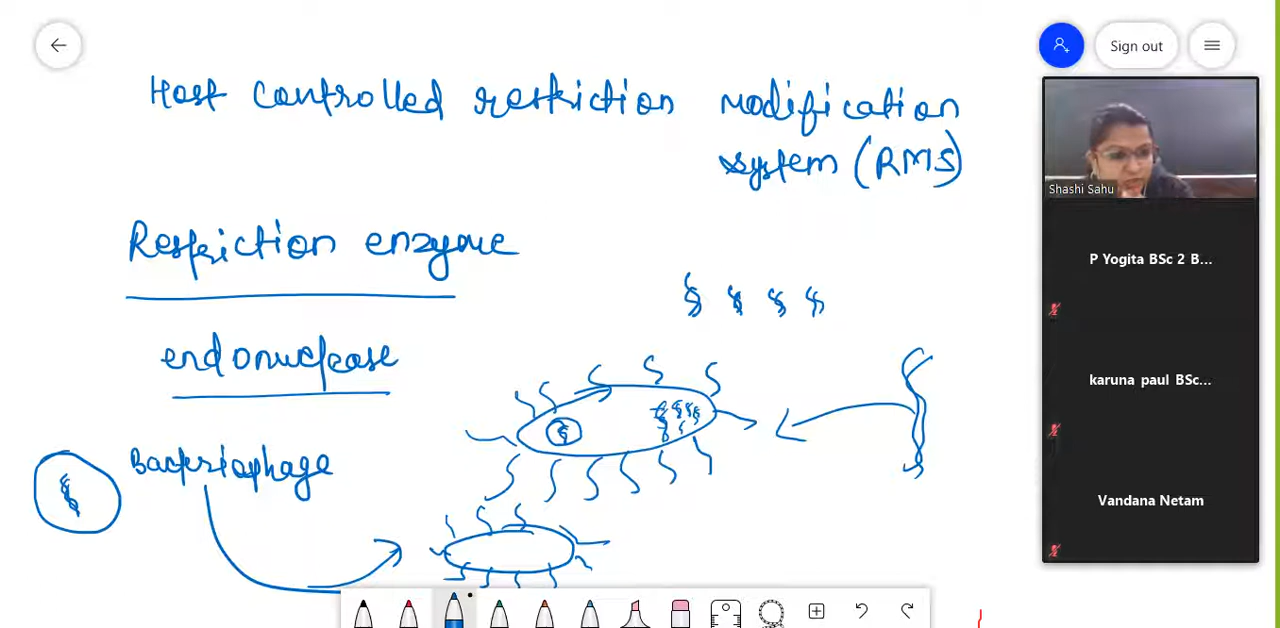 Sign out
Host controlled restriction modification
system (RMS)
Shashi Sahu
Restriction enzyme
P Yogita BSc 2 B...
endonuclease
karuna paul BSc...
Bacteriaphage
Vandana Netam